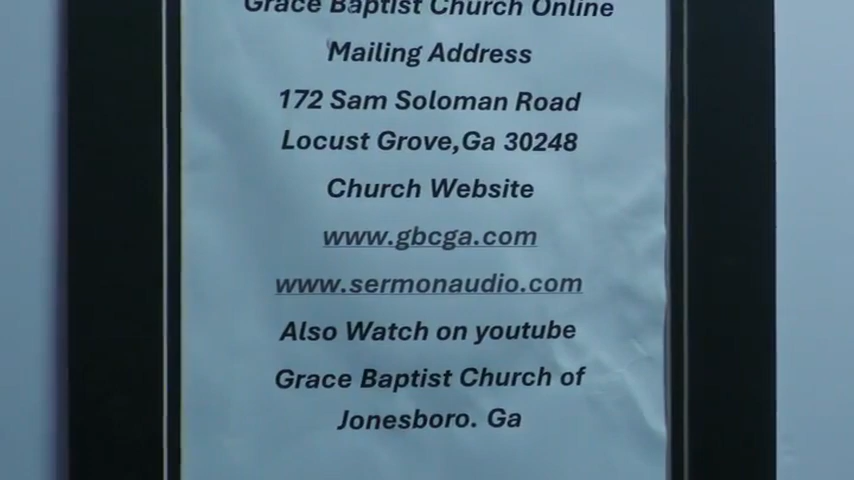 Grace Baptist Church Online
Mailing Address
172 Sam Soloman Road
Locust Grove,Ga 30248
Church Website
www.gbcga.com
www.sermonaudio.com
Also Watch on youtube
Grace Baptist Church of
Jonesboro. Ga